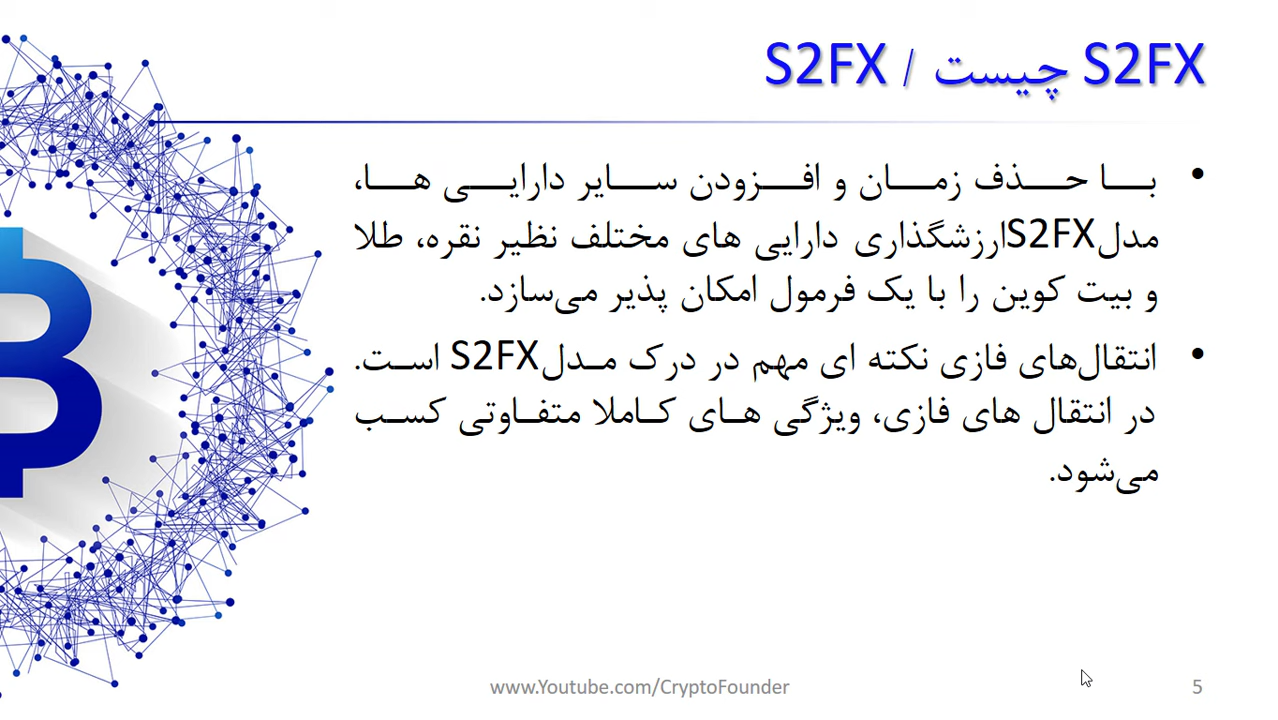 S2FX چیست / S2FX
• با حذف زمان و افزودن سایر دارایی ها،
مدلS2FXارزشگذاری دارایی های مختلف نظیر نقره، طلا
و بیت کوین را با یک فرمول امکان پذیر می‌سازد.
• انتقال‌های فازی نکته ای مهم در درک مدلS2FX است.
در انتقال های فازی، ویژگی های کاملا متفاوتی کسب
می‌شود.
www.Youtube.com/CryptoFounder
5